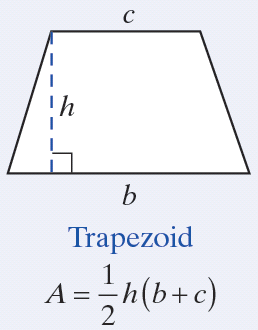 c
h
b
Trapezoid
A = 1/2 h(b + c)